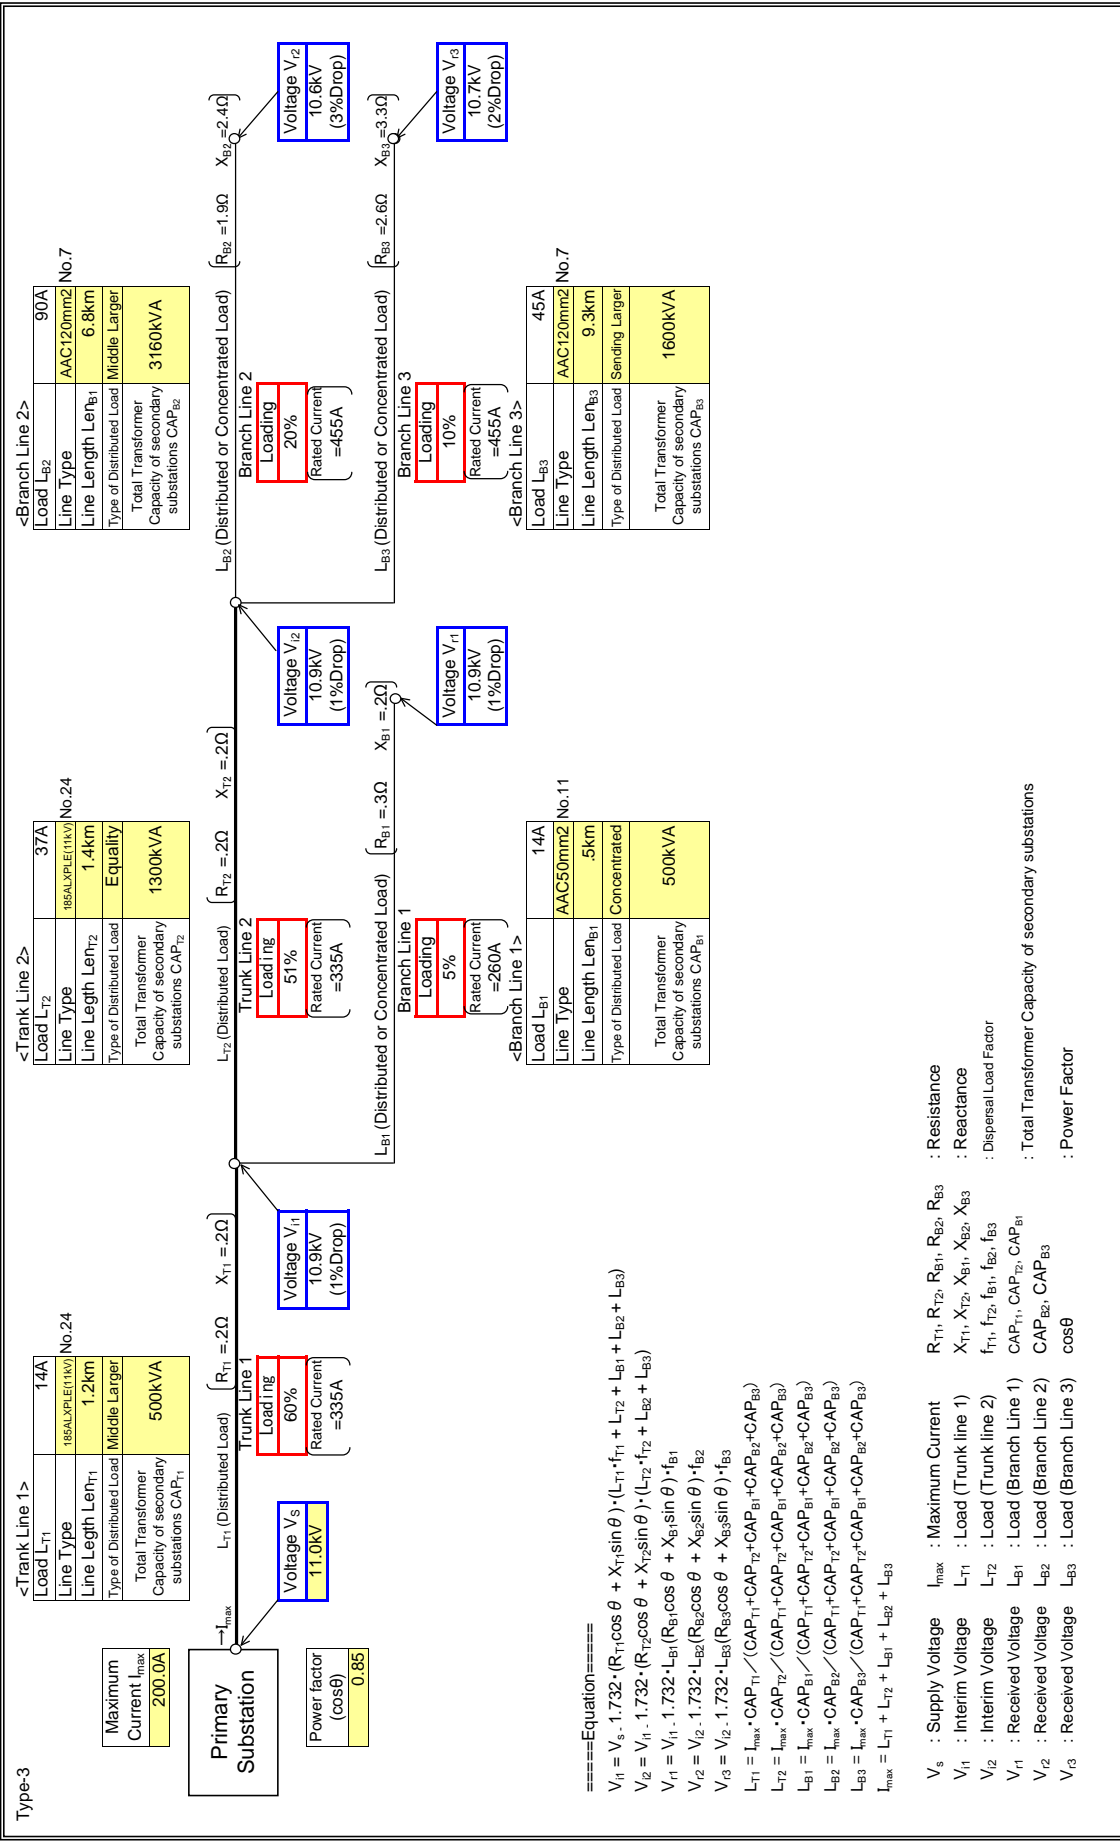 Type-3
<Trank Line 1>
Load LT1 14A
Line Type 185ALXPLE(11kV) No.24
Line Legth LenT1 1.2km
Type of Distributed Load Middle Larger
Total Transformer Capacity of secondary substations CAPT1 500kVA
<Trank Line 2>
Load LT2 37A
Line Type 185ALXPLE(11kV) No.24
Line Legth LenT2 1.4km
Type of Distributed Load Equality
Total Transformer Capacity of secondary substations CAPT2 1300kVA
<Branch Line 2>
Load LB2 90A
Line Type AAC120mm2 No.7
Line Length LenB1 6.8km
Type of Distributed Load Middle Larger
Total Transformer Capacity of secondary substations CAPB2 3160kVA
Maximum
Current Imax
200.0A
Primary
Substation
→Imax
Power factor
(cosθ)
0.85
Voltage Vs
11.0kV
LT1 (Distributed Load)
RT1 =.2Ω XT1 =.2Ω
Trunk Line 1
Loading
60%
Rated Current
=335A
Voltage Vi1
10.9kV
(1%Drop)
LT2 (Distributed Load)
RT2 =.2Ω XT2 =.2Ω
Trunk Line 2
Loading
51%
Rated Current
=335A
Voltage Vi2
10.9kV
(1%Drop)
LB2 (Distributed or Concentrated Load)
RB2 =1.9Ω XB2 =2.4Ω
Branch Line 2
Loading
20%
Rated Current
=455A
Voltage Vr2
10.6kV
(3%Drop)
LB1 (Distributed or Concentrated Load)
RB1 =.3Ω XB1 =.2Ω
Branch Line 1
Loading
5%
Rated Current
=260A
Voltage Vr1
10.9kV
(1%Drop)
LB3 (Distributed or Concentrated Load)
RB3 =2.6Ω XB3 =3.3Ω
Branch Line 3
Loading
10%
Rated Current
=455A
Voltage Vr3
10.7kV
(2%Drop)
<Branch Line 1>
Load LB1 14A
Line Type AAC50mm2 No.11
Line Length LenB1 .5km
Type of Distributed Load Concentrated
Total Transformer Capacity of secondary substations CAPB1 500kVA
<Branch Line 3>
Load LB3 45A
Line Type AAC120mm2 No.7
Line Length LenB3 9.3km
Type of Distributed Load Sending Larger
Total Transformer Capacity of secondary substations CAPB3 1600kVA
=====Equation=====
Vi1 = Vs - 1.732・(RT1cos θ + XT1sin θ)・(LT1・fT1 + LT2 + LB1 + LB2 + LB3)
Vi2 = Vi1 - 1.732・(RT2cos θ + XT2sin θ)・(LT2・fT2 + LB2 + LB3)
Vr1 = Vi1 - 1.732・LB1(RB1cos θ + XB1sin θ)・fB1
Vr2 = Vi2 - 1.732・LB2(RB2cos θ + XB2sin θ)・fB2
Vr3 = Vi2 - 1.732・LB3(RB3cos θ + XB3sin θ)・fB3
LT1 = Imax・CAPT1／(CAPT1+CAPT2+CAPB1+CAPB2+CAPB3)
LT2 = Imax・CAPT2／(CAPT1+CAPT2+CAPB1+CAPB2+CAPB3)
LB1 = Imax・CAPB1／(CAPT1+CAPT2+CAPB1+CAPB2+CAPB3)
LB2 = Imax・CAPB2／(CAPT1+CAPT2+CAPB1+CAPB2+CAPB3)
LB3 = Imax・CAPB3／(CAPT1+CAPT2+CAPB1+CAPB2+CAPB3)
Imax = LT1 + LT2 + LB1 + LB2 + LB3
Vs : Supply Voltage Imax : Maximum Current RT1, RT2, RB1, RB2, RB3 : Resistance
Vi1 : Interim Voltage LT1 : Load (Trunk line 1) XT1, XT2, XB1, XB2, XB3 : Reactance
Vi2 : Interim Voltage LT2 : Load (Trunk line 2) fT1, fT2, fB1, fB2, fB3 : Dispersal Load Factor
Vr1 : Received Voltage LB1 : Load (Branch Line 1) CAPT1, CAPT2, CAPB1
Vr2 : Received Voltage LB2 : Load (Branch Line 2) CAPB2, CAPB3 : Total Transformer Capacity of secondary substations
Vr3 : Received Voltage LB3 : Load (Branch Line 3) cosθ : Power Factor